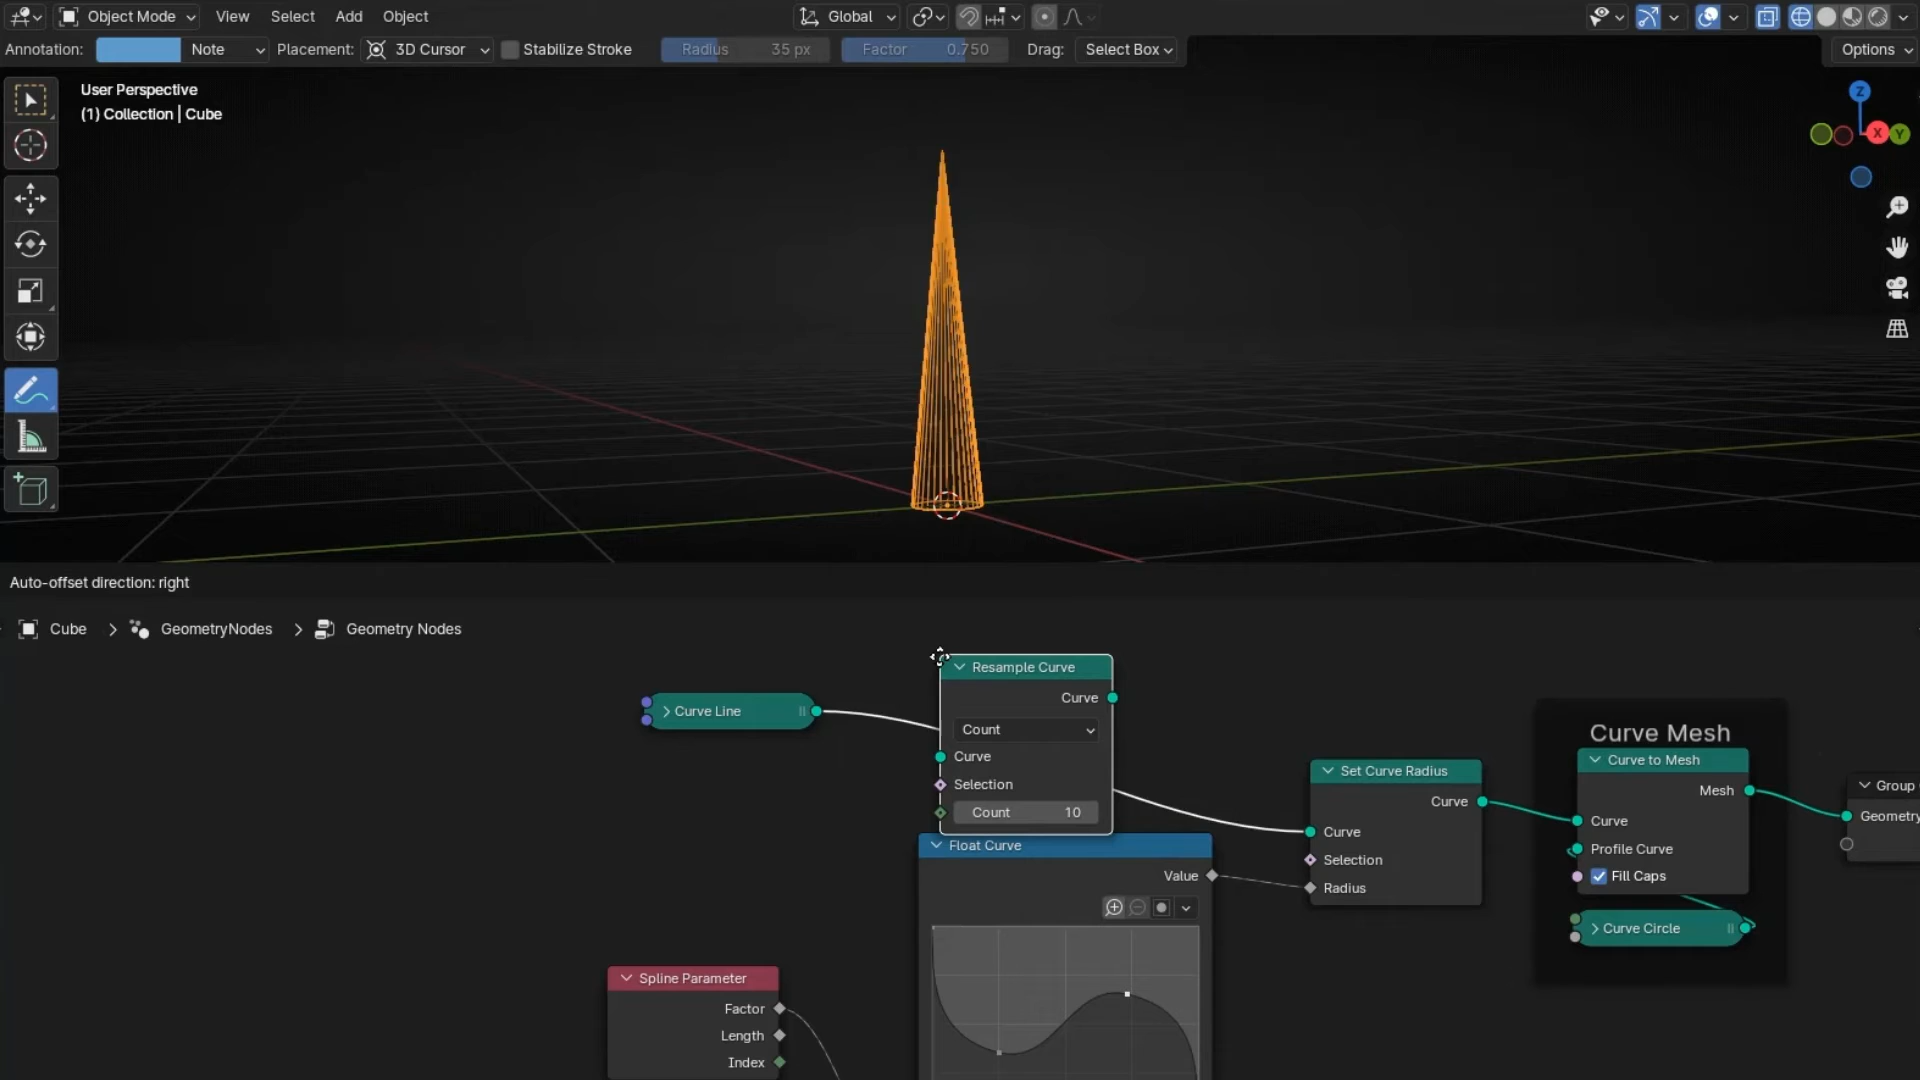 Object Mode View Select Add Object Global
Annotation: Note Placement: 3D Cursor Stabilize Stroke Radius 35 px Factor 0.750 Drag: Select Box Options
User Perspective
(1) Collection | Cube
Z
X Y
Auto-offset direction: right
Cube GeometryNodes Geometry Nodes
Resample Curve
Curve
Count
Curve
Selection
Count 10
Curve Line
Float Curve
Value
Spline Parameter
Factor
Length
Index
Set Curve Radius
Curve
Curve
Selection
Radius
Curve Mesh
Curve to Mesh
Mesh
Curve
Profile Curve
Fill Caps
Curve Circle
Group
Geometry